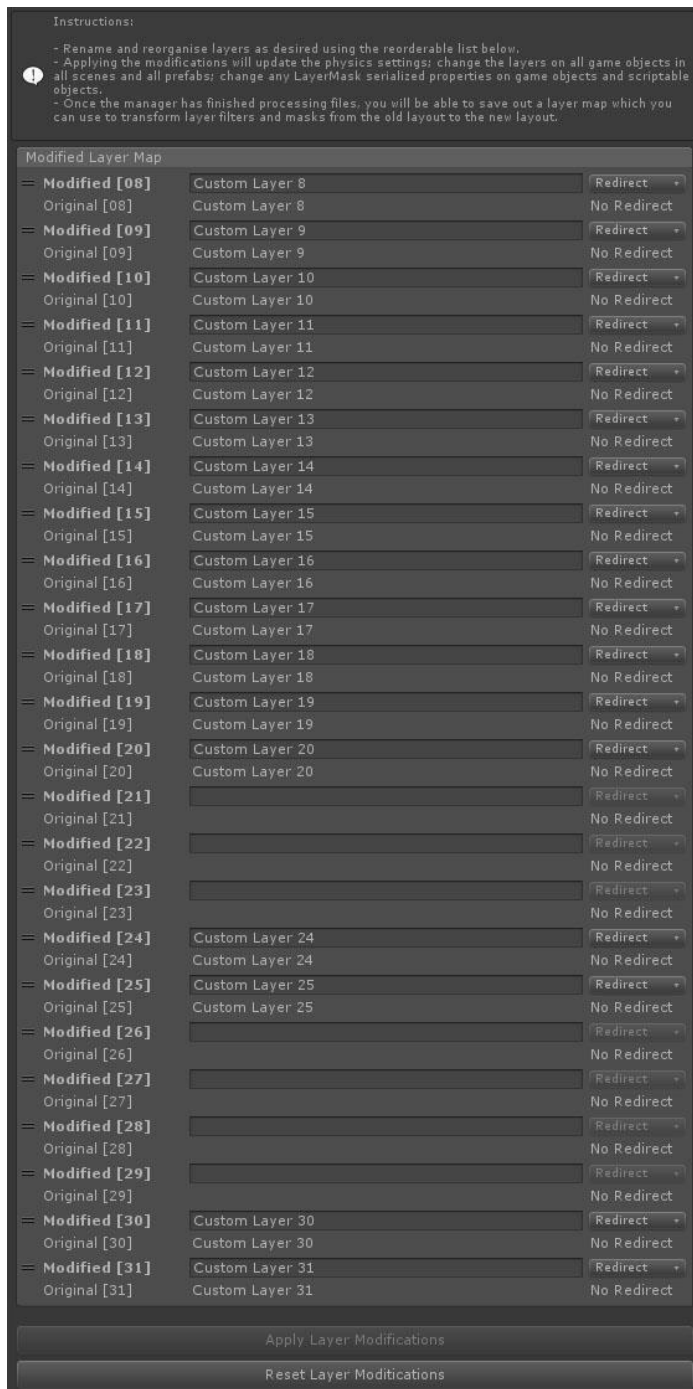 Instructions:
- Rename and reorganise layers as desired using the reorderable list below.
- Applying the modifications will update the physics settings; change the layers on all game objects in
all scenes and all prefabs; change any LayerMask serialized properties on game objects and scriptable
objects.
- Once the manager has finished processing files, you will be able to save out a layer map which you
can use to transform layer filters and masks from the old layout to the new layout.
Modified Layer Map
Modified [08] Custom Layer 8 Redirect
Original [08] Custom Layer 8 No Redirect
Modified [09] Custom Layer 9 Redirect
Original [09] Custom Layer 9 No Redirect
Modified [10] Custom Layer 10 Redirect
Original [10] Custom Layer 10 No Redirect
Modified [11] Custom Layer 11 Redirect
Original [11] Custom Layer 11 No Redirect
Modified [12] Custom Layer 12 Redirect
Original [12] Custom Layer 12 No Redirect
Modified [13] Custom Layer 13 Redirect
Original [13] Custom Layer 13 No Redirect
Modified [14] Custom Layer 14 Redirect
Original [14] Custom Layer 14 No Redirect
Modified [15] Custom Layer 15 Redirect
Original [15] Custom Layer 15 No Redirect
Modified [16] Custom Layer 16 Redirect
Original [16] Custom Layer 16 No Redirect
Modified [17] Custom Layer 17 Redirect
Original [17] Custom Layer 17 No Redirect
Modified [18] Custom Layer 18 Redirect
Original [18] Custom Layer 18 No Redirect
Modified [19] Custom Layer 19 Redirect
Original [19] Custom Layer 19 No Redirect
Modified [20] Custom Layer 20 Redirect
Original [20] Custom Layer 20 No Redirect
Modified [21] Redirect
Original [21] No Redirect
Modified [22] Redirect
Original [22] No Redirect
Modified [23] Redirect
Original [23] No Redirect
Modified [24] Custom Layer 24 Redirect
Original [24] Custom Layer 24 No Redirect
Modified [25] Custom Layer 25 Redirect
Original [25] Custom Layer 25 No Redirect
Modified [26] Redirect
Original [26] No Redirect
Modified [27] Redirect
Original [27] No Redirect
Modified [28] Redirect
Original [28] No Redirect
Modified [29] Redirect
Original [29] No Redirect
Modified [30] Custom Layer 30 Redirect
Original [30] Custom Layer 30 No Redirect
Modified [31] Custom Layer 31 Redirect
Original [31] Custom Layer 31 No Redirect
Apply Layer Modifications
Reset Layer Moditications